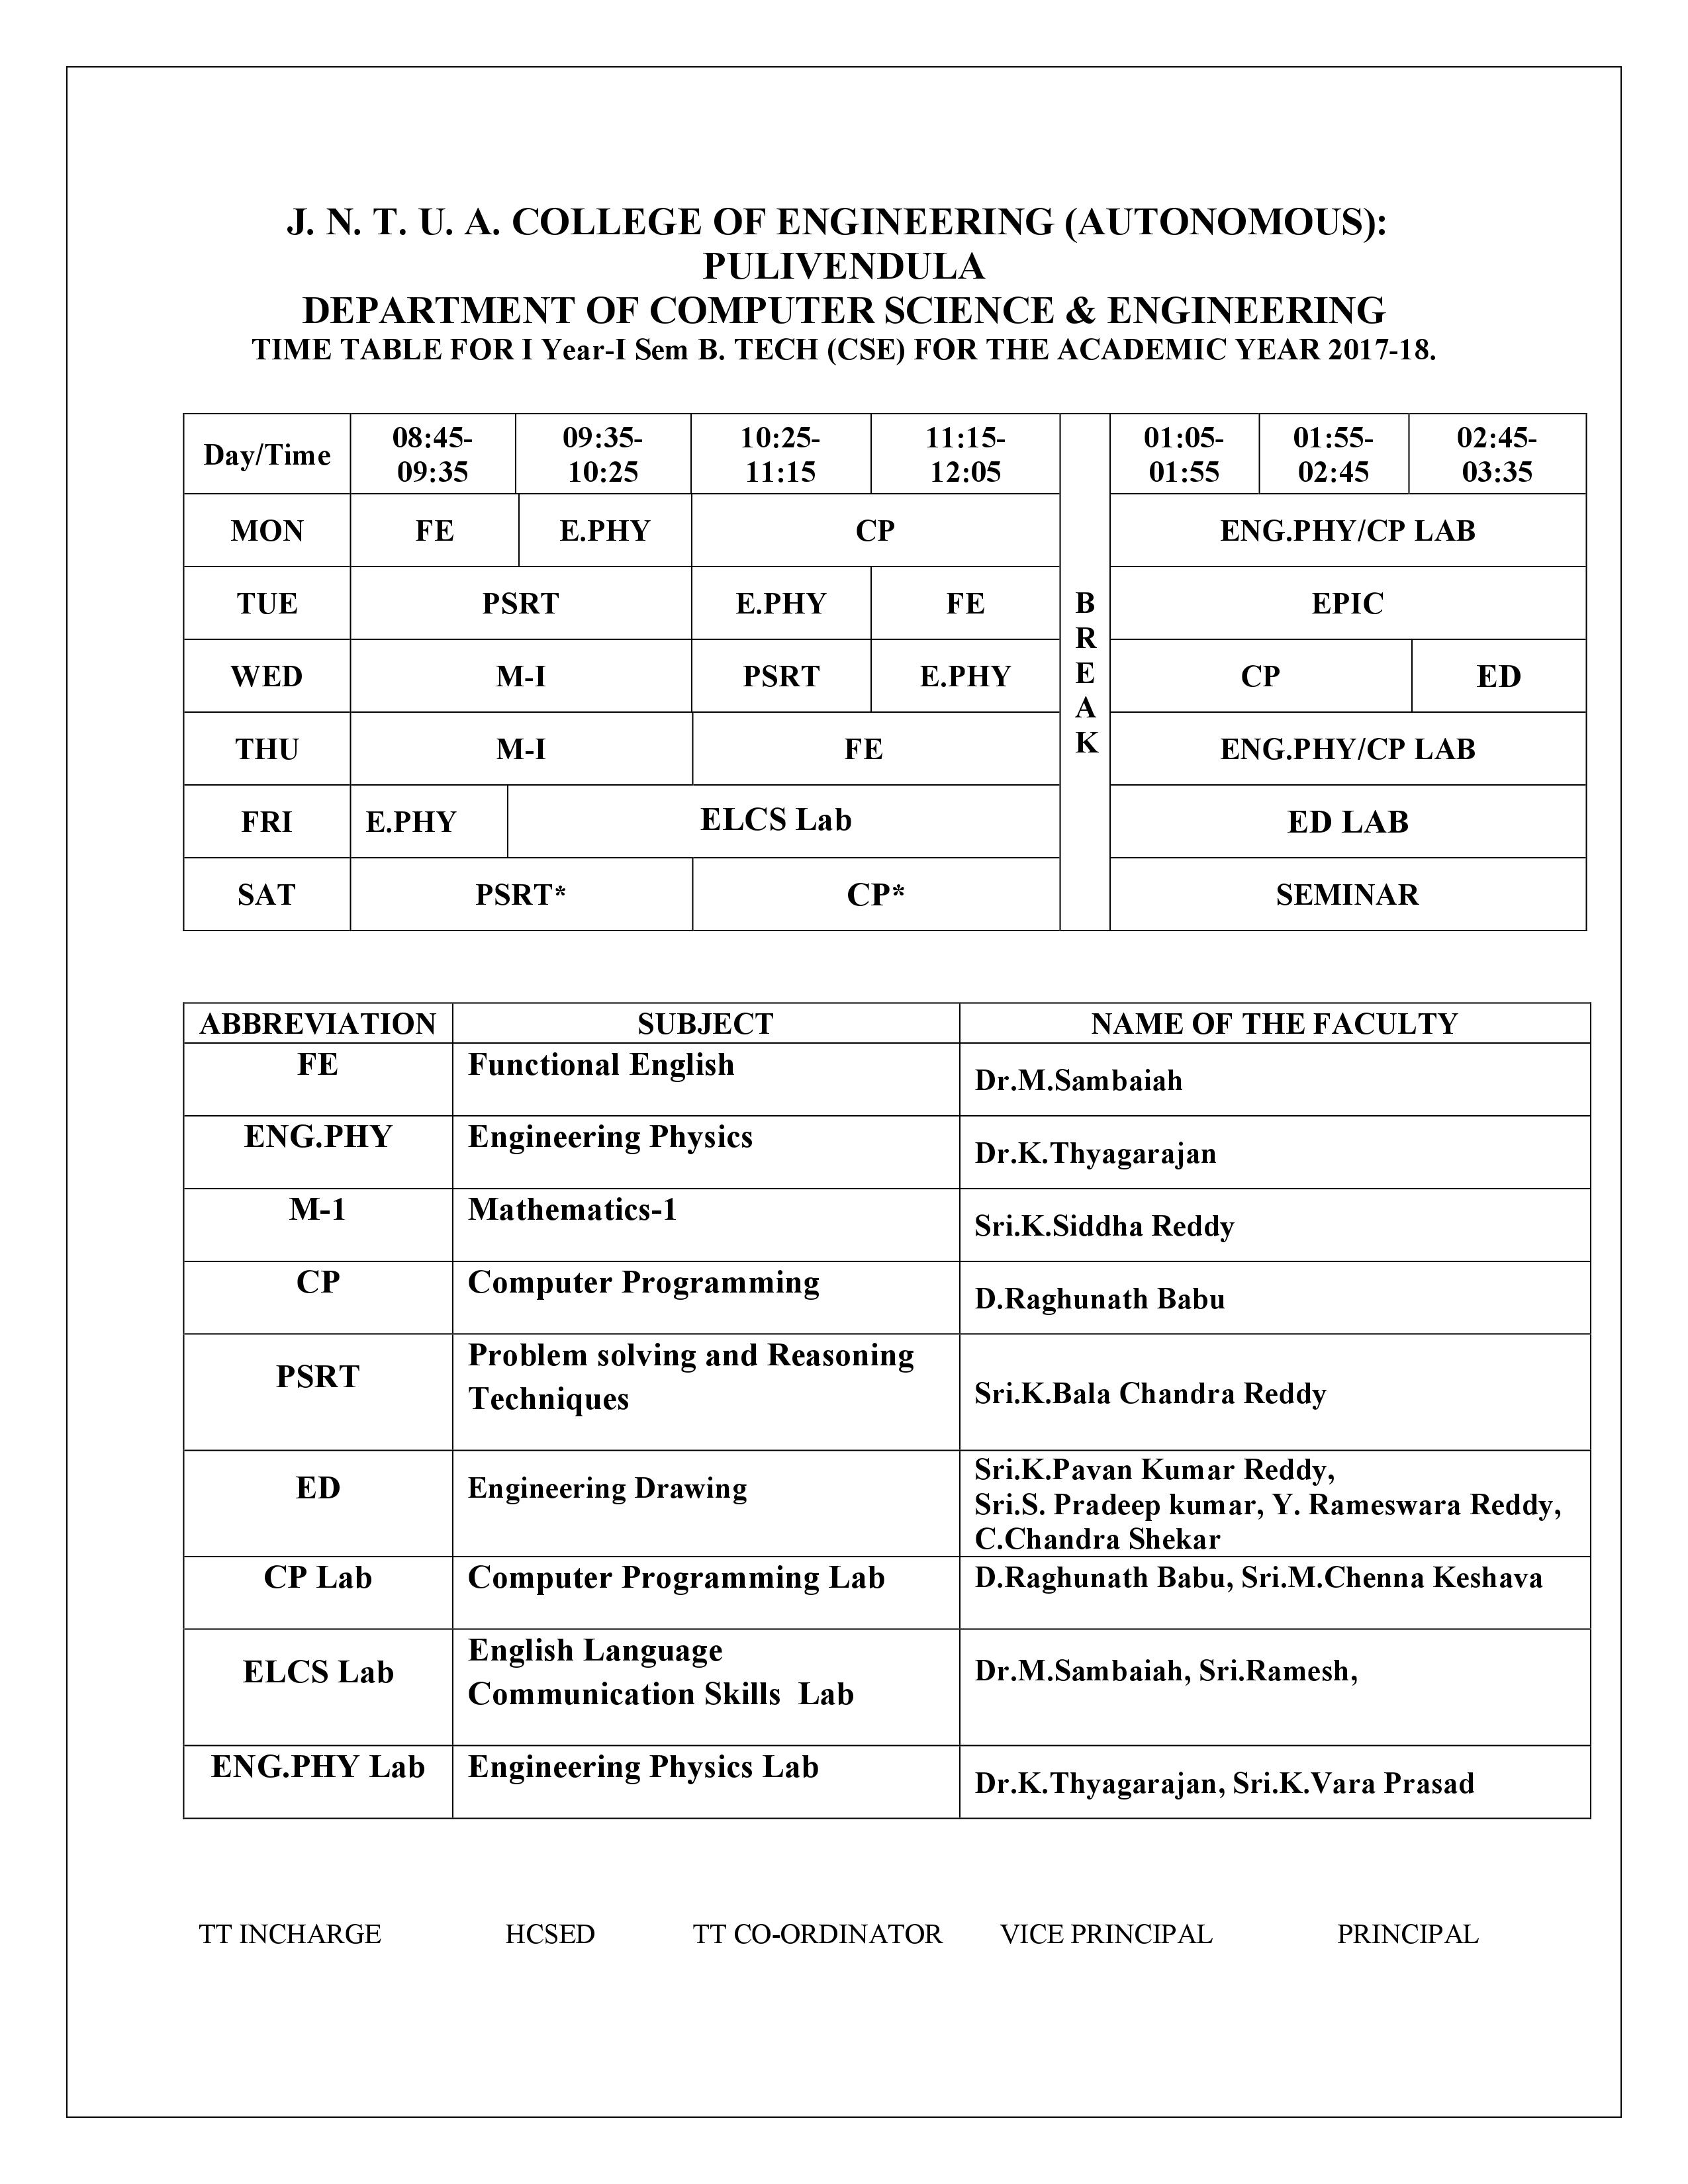 J. N. T. U. A. COLLEGE OF ENGINEERING (AUTONOMOUS):
PULIVENDULA
DEPARTMENT OF COMPUTER SCIENCE & ENGINEERING
TIME TABLE FOR I Year-I Sem B. TECH (CSE) FOR THE ACADEMIC YEAR 2017-18.
Day/Time 08:45-09:35 09:35-10:25 10:25-11:15 11:15-12:05 BREAK 01:05-01:55 01:55-02:45 02:45-03:35
MON FE E.PHY CP ENG.PHY/CP LAB
TUE PSRT E.PHY FE EPIC
WED M-I PSRT E.PHY CP ED
THU M-I FE ENG.PHY/CP LAB
FRI E.PHY ELCS Lab ED LAB
SAT PSRT* CP* SEMINAR
ABBREVIATION SUBJECT NAME OF THE FACULTY
FE Functional English Dr.M.Sambaiah
ENG.PHY Engineering Physics Dr.K.Thyagarajan
M-1 Mathematics-1 Sri.K.Siddha Reddy
CP Computer Programming D.Raghunath Babu
PSRT Problem solving and Reasoning
Techniques Sri.K.Bala Chandra Reddy
ED Engineering Drawing Sri.K.Pavan Kumar Reddy,
Sri.S. Pradeep kumar, Y. Rameswara Reddy,
C.Chandra Shekar
CP Lab Computer Programming Lab D.Raghunath Babu, Sri.M.Chenna Keshava
ELCS Lab English Language
Communication Skills Lab Dr.M.Sambaiah, Sri.Ramesh,
ENG.PHY Lab Engineering Physics Lab Dr.K.Thyagarajan, Sri.K.Vara Prasad
TT INCHARGE HCSED TT CO-ORDINATOR VICE PRINCIPAL PRINCIPAL